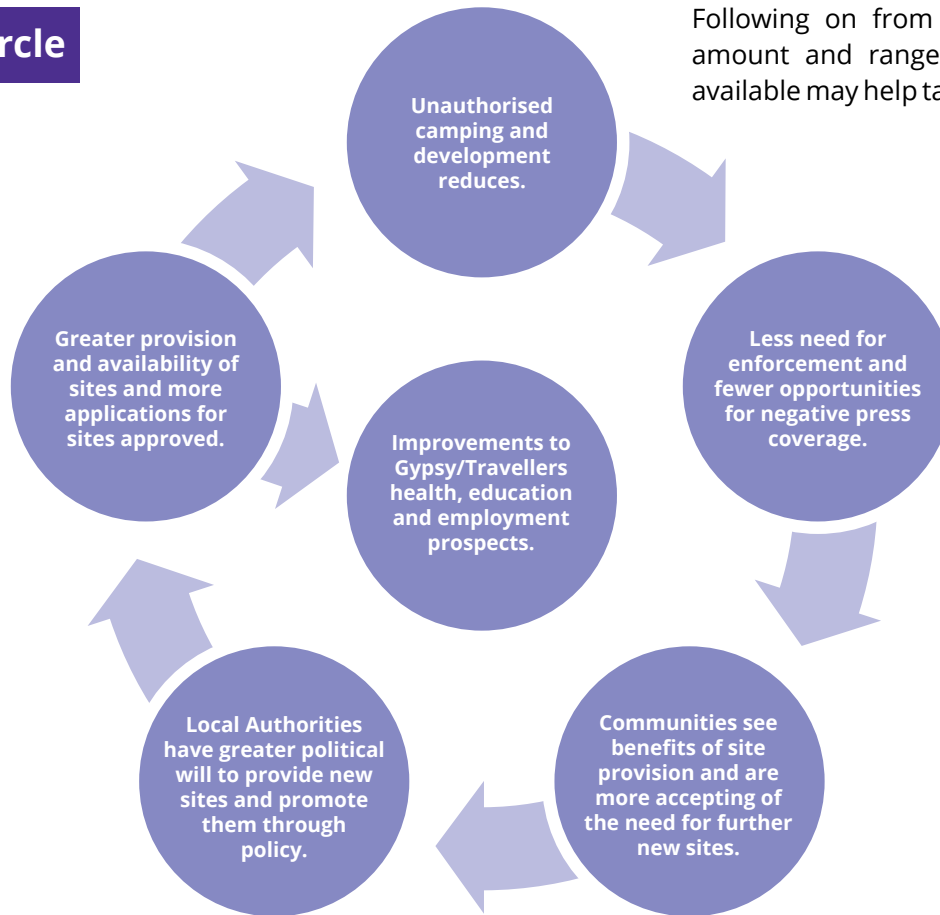 Following on from
amount and range
available may help
Unauthorised
camping and
development
reduces.
Less need for
enforcement and
fewer opportunities
for negative press
coverage.
Communities see
benefits of site
provision and are
more accepting of
the need for further
new sites.
Local Authorities
have greater political
will to provide new
sites and promote
them through
policy.
Greater provision
and availability of
sites and more
applications for
sites approved.
Improvements to
Gypsy/Travellers
health, education
and employment
prospects.